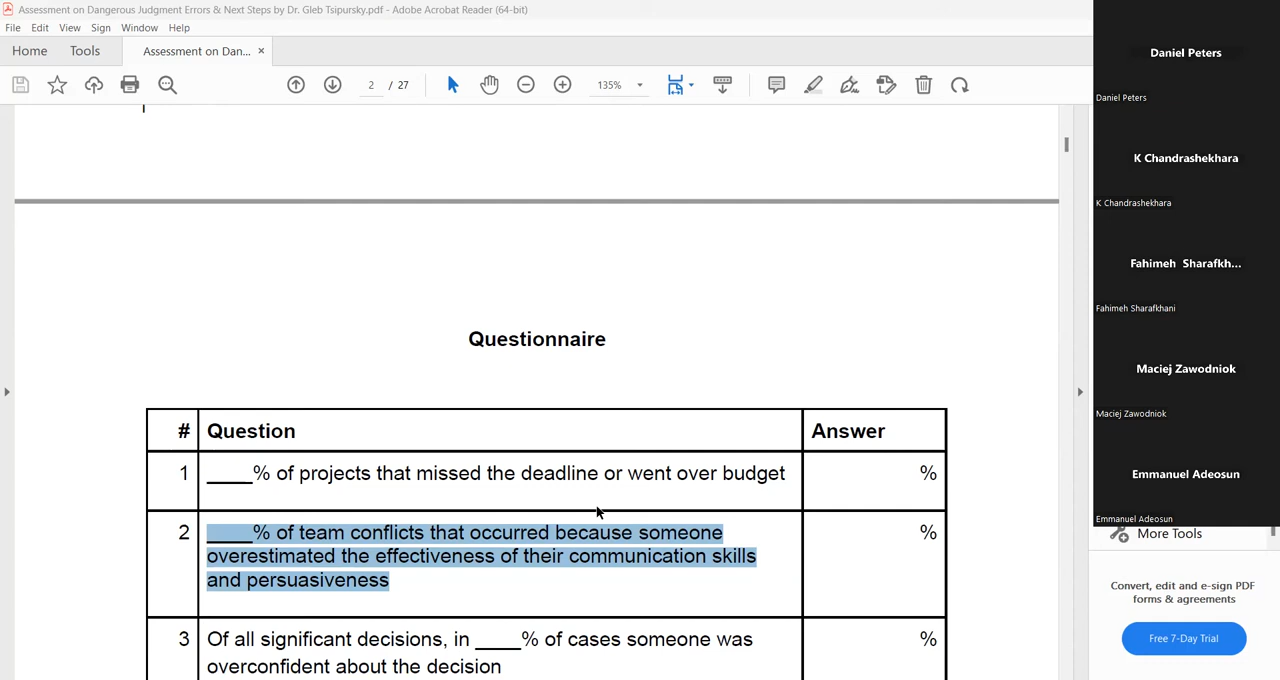 Assessment on Dangerous Judgment Errors & Next Steps by Dr. Gleb Tsipursky.pdf - Adobe Acrobat Reader (64-bit)
File Edit View Sign Window Help
Home Tools Assessment on Dan... ×
2 / 27 135%
Questionnaire
# Question Answer
1 ____% of projects that missed the deadline or went over budget %
2 ____% of team conflicts that occurred because someone %
overestimated the effectiveness of their communication skills
and persuasiveness
3 Of all significant decisions, in ____% of cases someone was %
overconfident about the decision
Daniel Peters
Daniel Peters
K Chandrashekhara
K Chandrashekhara
Fahimeh Sharafkh...
Fahimeh Sharafkhani
Maciej Zawodniok
Maciej Zawodniok
Emmanuel Adeosun
Emmanuel Adeosun
More Tools
Convert, edit and e-sign PDF
forms & agreements
Free 7-Day Trial